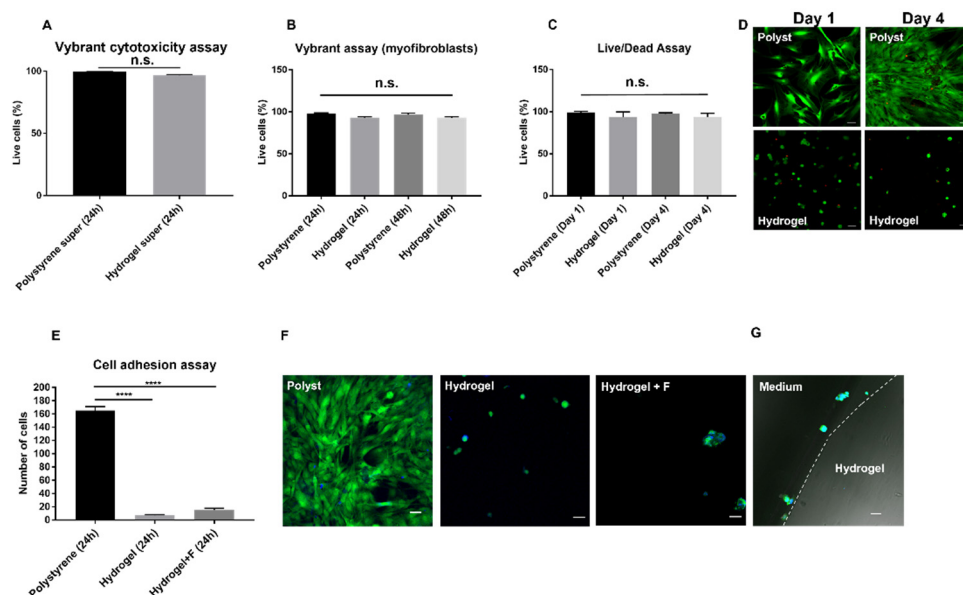 A
Vybrant cytotoxicity assay
n.s.
100
50
0
Live cells (%)
Polystyrene super (24h)
Hydrogel super (24h)
B
Vybrant assay (myofibroblasts)
n.s.
150
100
50
0
Live cells (%)
Polystyrene (24h)
Hydrogel (24h)
Polystyrene (48h)
Hydrogel (48h)
C
Live/Dead Assay
n.s.
150
100
50
0
Live cells (%)
Polystyrene (Day 1)
Hydrogel (Day 1)
Polystyrene (Day 4)
Hydrogel (Day 4)
D
Day 1 Day 4
Polyst Polyst
Hydrogel Hydrogel
E
Cell adhesion assay
****
****
200
180
160
140
120
100
80
60
40
20
0
Number of cells
Polystyrene (24h)
Hydrogel (24h)
Hydrogel+F (24h)
F
Polyst
Hydrogel
Hydrogel + F
G
Medium
Hydrogel